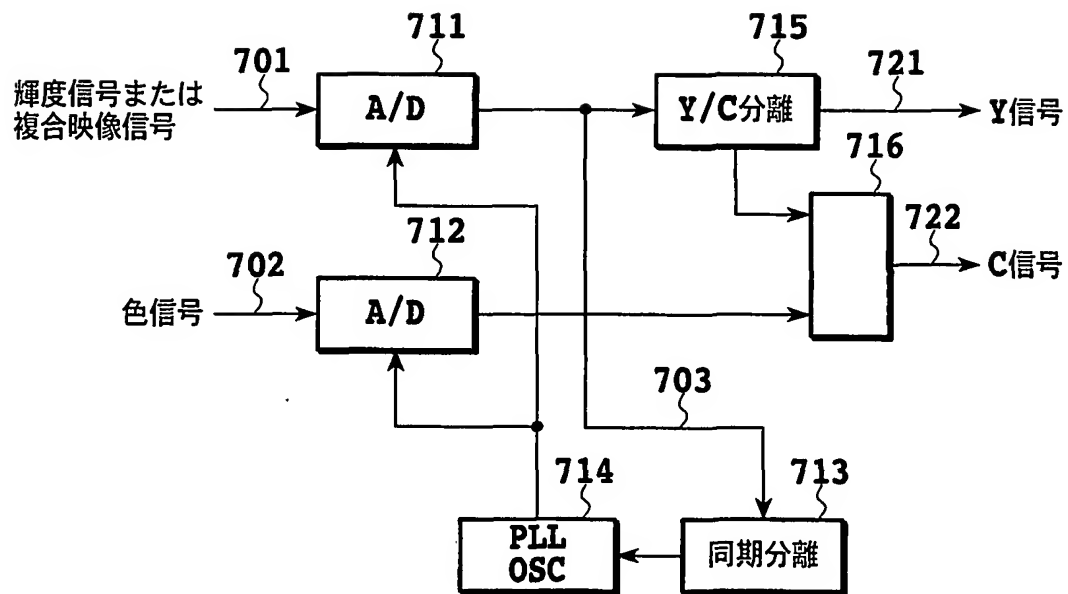 711
715
701
721
輝度信号または
複合映像信号
A/D
Y/C分離
Y信号
716
712
722
702
C信号
色信号
A/D
703
714
713
PLL
OSC
同期分離